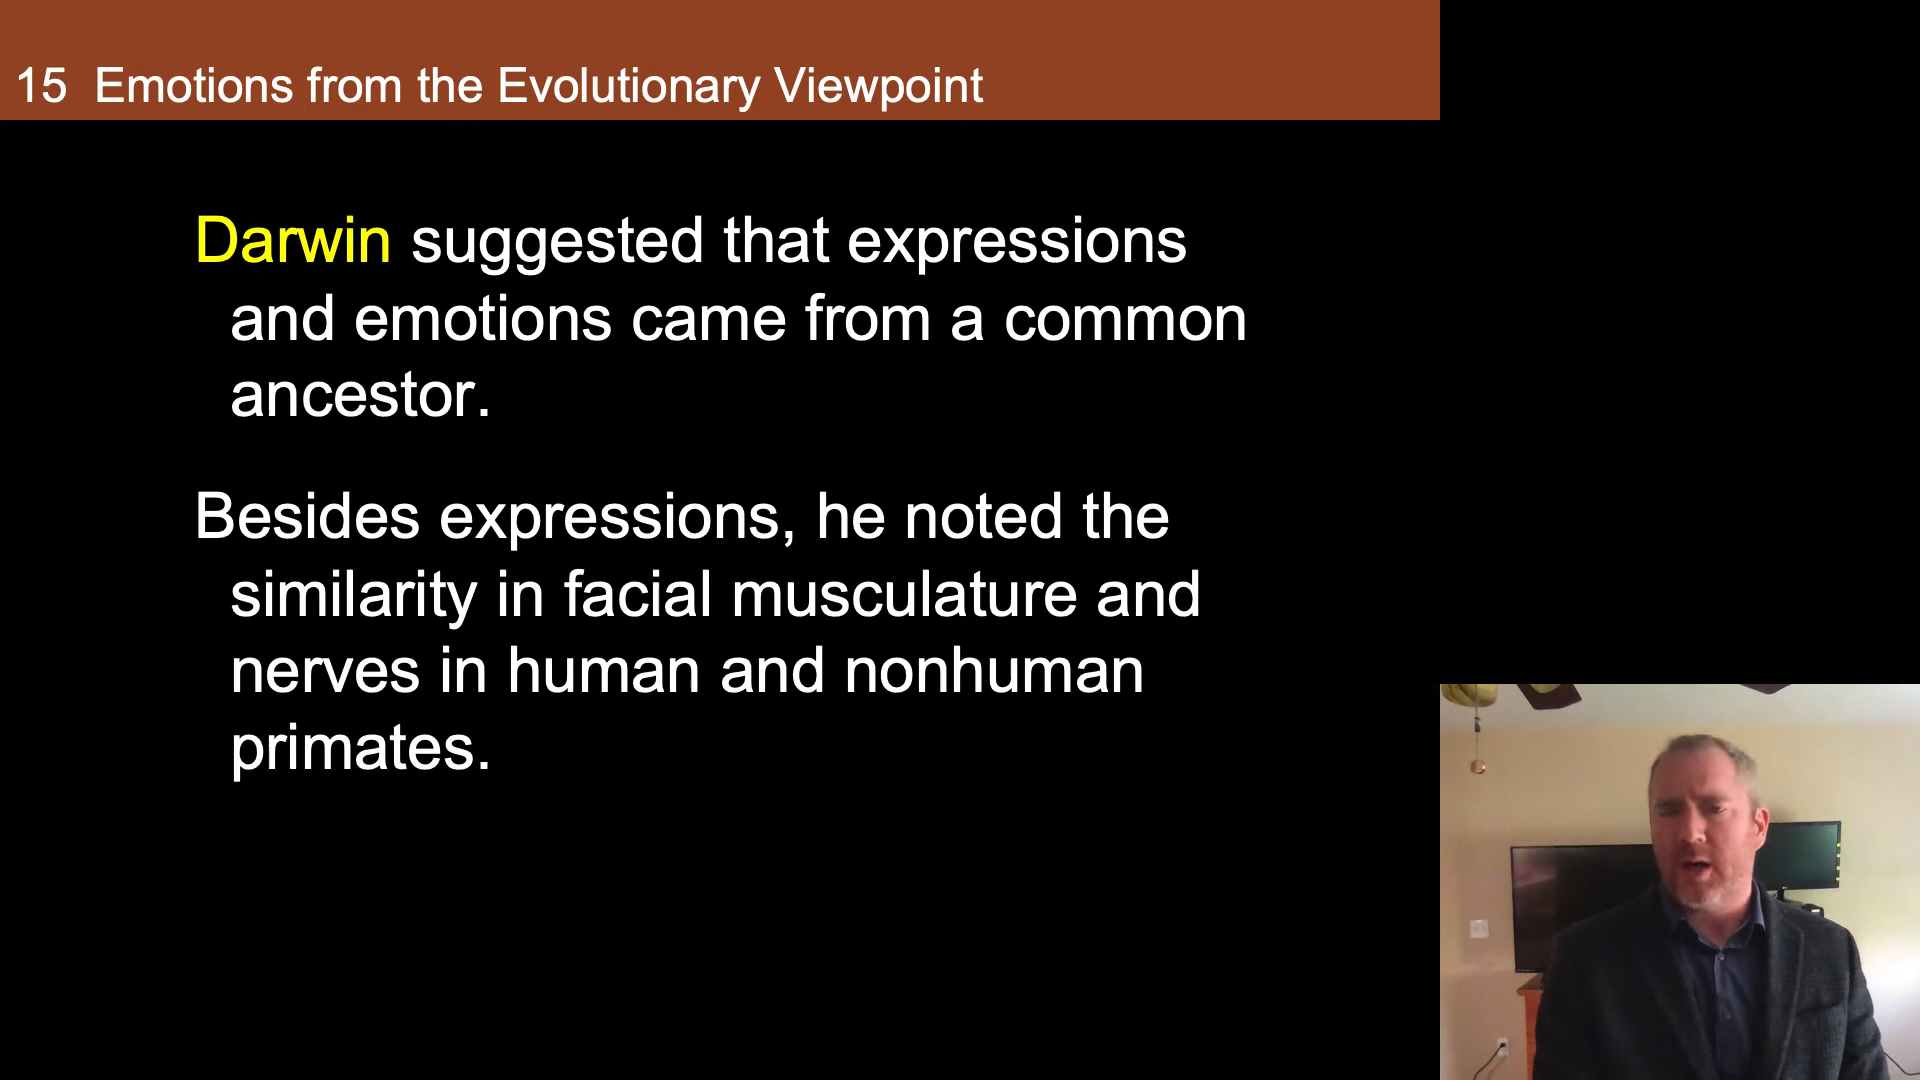 15 Emotions from the Evolutionary Viewpoint
Darwin suggested that expressions
and emotions came from a common
ancestor.
Besides expressions, he noted the
similarity in facial musculature and
nerves in human and nonhuman
primates.